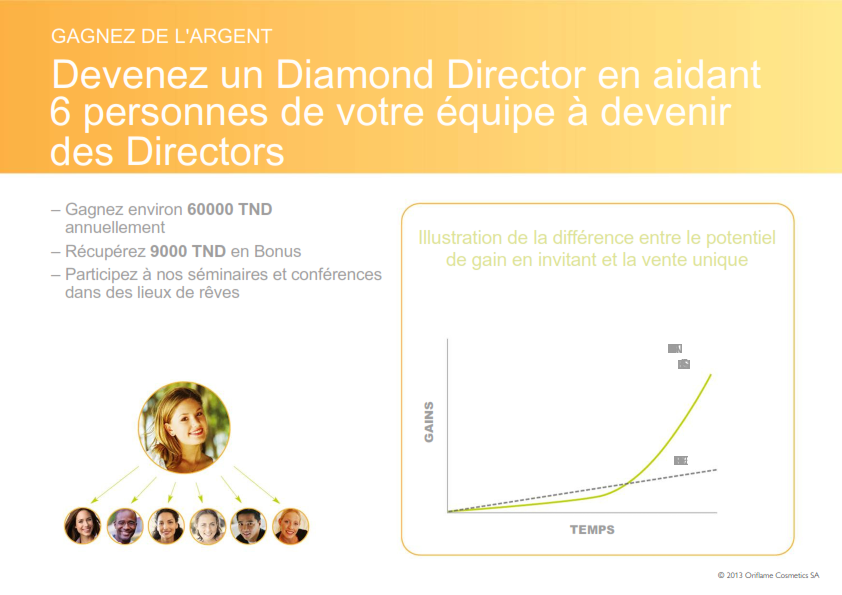 GAGNEZ DE L'ARGENT
Devenez un Diamond Director en aidant
6 personnes de votre équipe à devenir
des Directors
– Gagnez environ 60000 TND
annuellement
– Récupérez 9000 TND en Bonus
– Participez à nos séminaires et conférences
dans des lieux de rêves
Illustration de la différence entre le potentiel
de gain en invitant et la vente unique
GAINS
TEMPS
© 2013 Oriflame Cosmetics SA